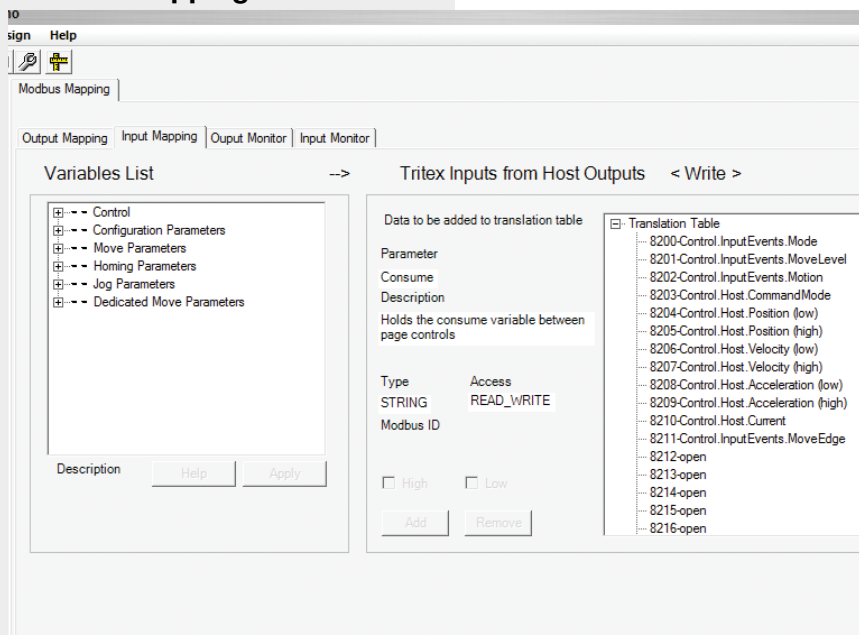 sign Help
Modbus Mapping
Output Mapping Input Mapping Ouput Monitor Input Monitor
Variables List --> Tritex Inputs from Host Outputs < Write >
Control
Configuration Parameters
Move Parameters
Homing Parameters
Jog Parameters
Dedicated Move Parameters
Description Help Apply
Data to be added to translation table
Parameter
Consume
Description
Holds the consume variable between
page controls
Type Access
STRING READ_WRITE
Modbus ID
High Low
Add Remove
Translation Table
8200-Control.InputEvents.Mode
8201-Control.InputEvents.MoveLevel
8202-Control.InputEvents.Motion
8203-Control.Host.CommandMode
8204-Control.Host.Position (low)
8205-Control.Host.Position (high)
8206-Control.Host.Velocity (low)
8207-Control.Host.Velocity (high)
8208-Control.Host.Acceleration (low)
8209-Control.Host.Acceleration (high)
8210-Control.Host.Current
8211-Control.InputEvents.MoveEdge
8212-open
8213-open
8214-open
8215-open
8216-open